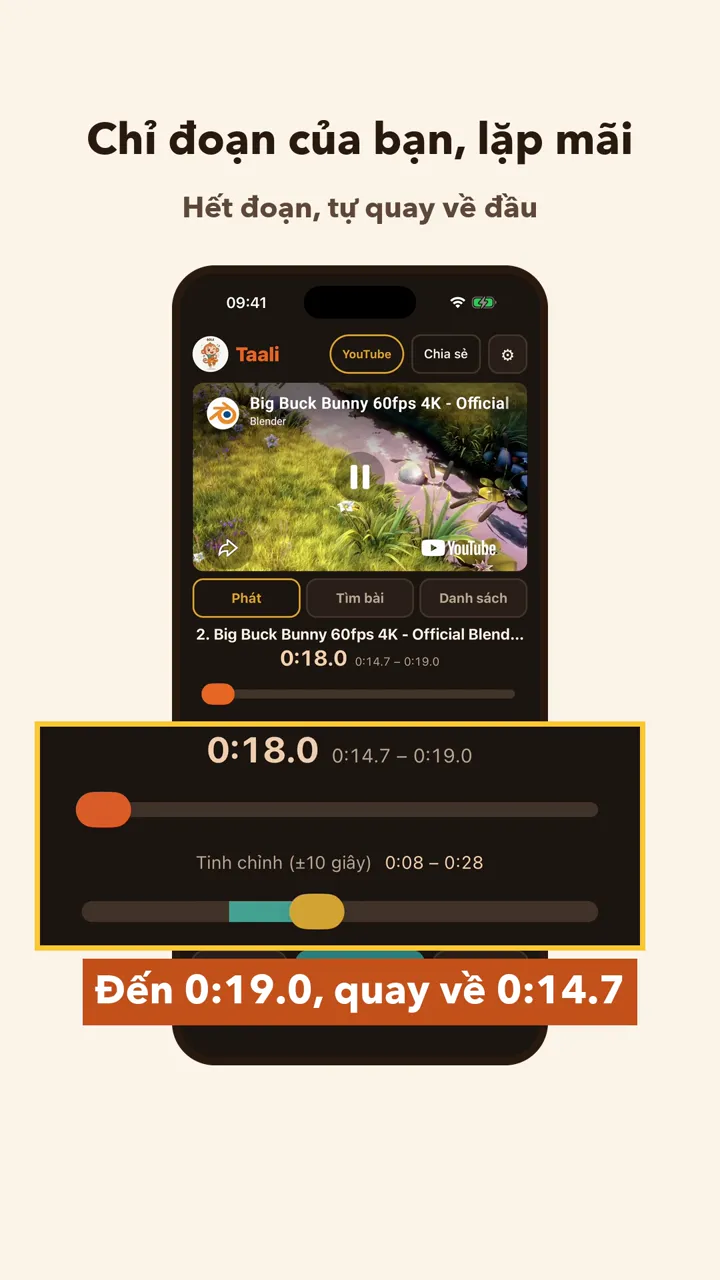 Chỉ đoạn của bạn, lặp mãi
Hết đoạn, tự quay về đầu
09:41
Taali
YouTube
Chia sẻ
Big Buck Bunny 60fps 4K - Official
Blender
YouTube
Phát
Tìm bài
Danh sách
2. Big Buck Bunny 60fps 4K - Official Blend...
0:18.0 0:14.7 – 0:19.0
0:18.0 0:14.7 – 0:19.0
Tinh chỉnh (±10 giây) 0:08 – 0:28
Đến 0:19.0, quay về 0:14.7